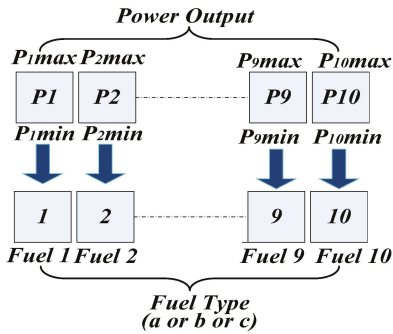 Power Output
P1max P2max P9max P10max
P1 P2 P9 P10
P1min P2min P9min P10min
1 2 9 10
Fuel 1 Fuel 2 Fuel 9 Fuel 10
Fuel Type
(a or b or c)